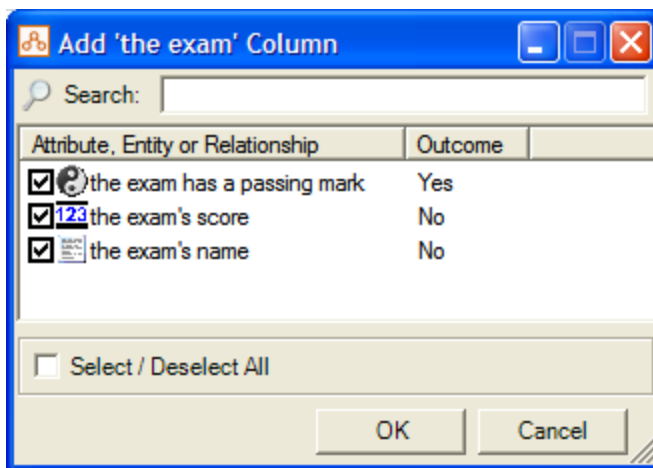 Add 'the exam' Column
Search:
Attribute, Entity or Relationship Outcome
the exam has a passing mark Yes
123 the exam's score No
the exam's name No
Select / Deselect All
OK Cancel